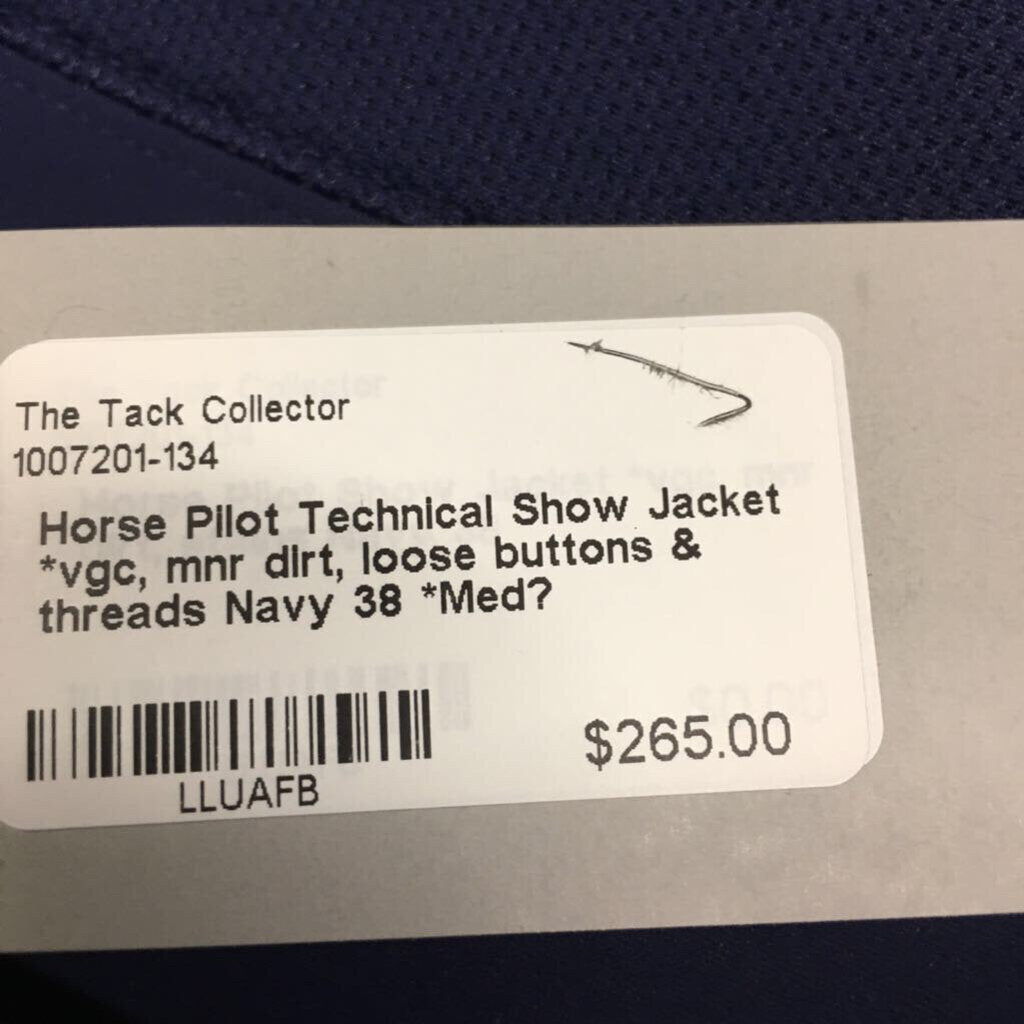 The Tack Collector
1007201-134
Horse Pilot Technical Show Jacket
*vgc, mnr dirt, loose buttons &
threads Navy 38 *Med?
LLUAFB
$265.00